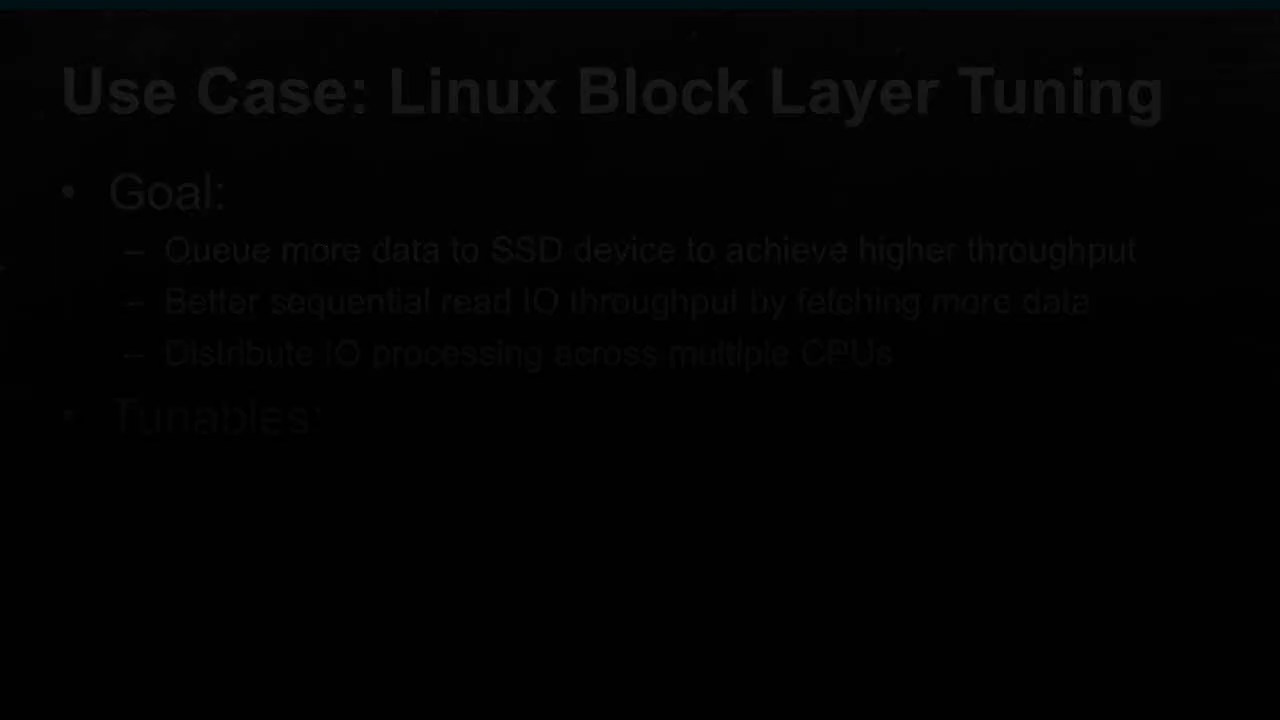 Use Case: Linux Block Layer Tuning
• Goal:
– Queue more data to SSD device to achieve higher throughput
– Better sequential read IO throughput by fetching more data
– Distribute IO processing across multiple CPUs
• Tunables: